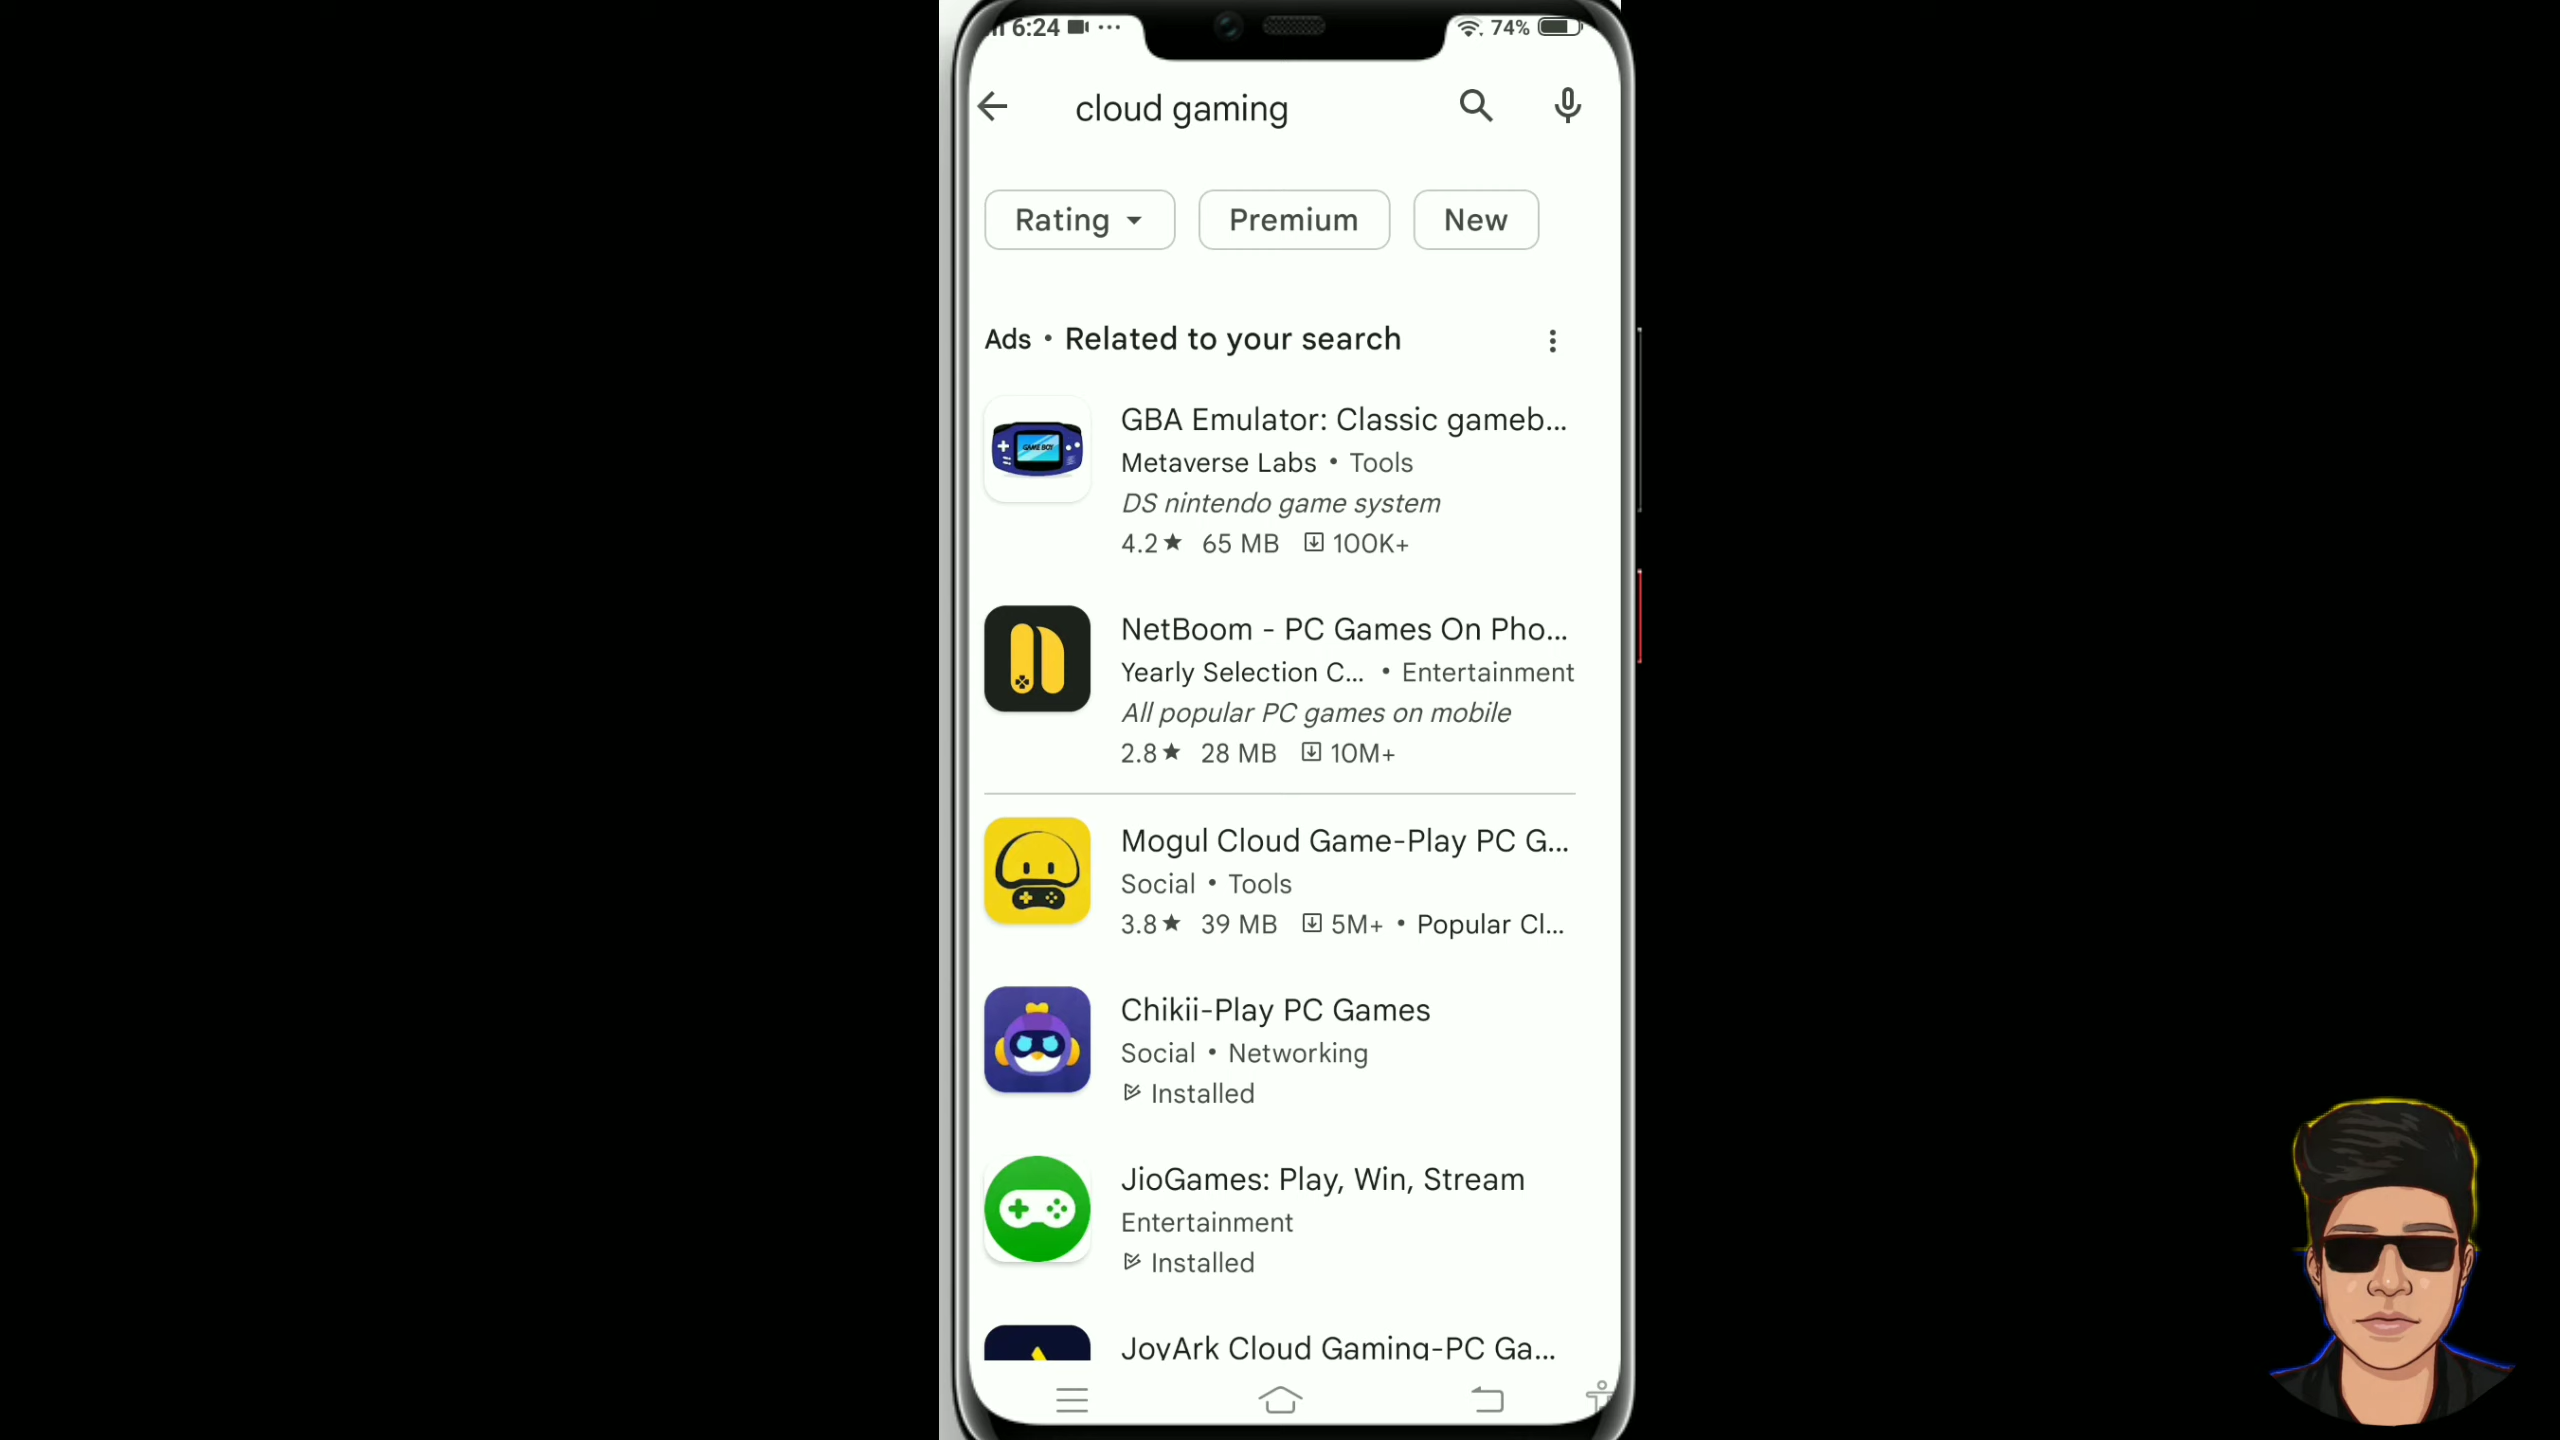 6:24 74%
cloud gaming
Rating Premium New
Ads • Related to your search
GBA Emulator: Classic gameb...
Metaverse Labs • Tools
DS nintendo game system
4.2★ 65 MB 100K+
NetBoom - PC Games On Pho...
Yearly Selection C... • Entertainment
All popular PC games on mobile
2.8★ 28 MB 10M+
Mogul Cloud Game-Play PC G...
Social • Tools
3.8★ 39 MB 5M+ • Popular Cl...
Chikii-Play PC Games
Social • Networking
Installed
JioGames: Play, Win, Stream
Entertainment
Installed
JoyArk Cloud Gaming-PC Ga...